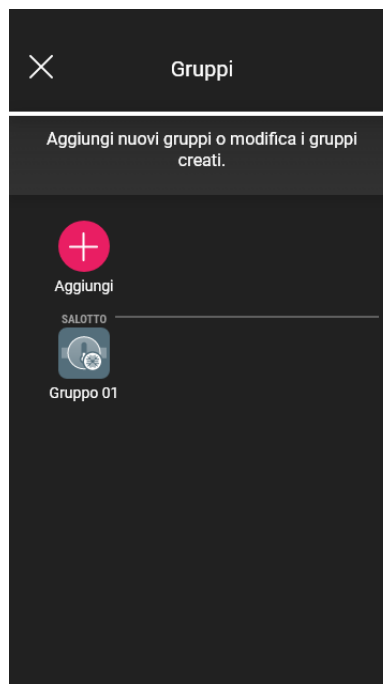 Gruppi
Aggiungi nuovi gruppi o modifica i gruppi
creati.
Aggiungi
SALOTTO
Gruppo 01